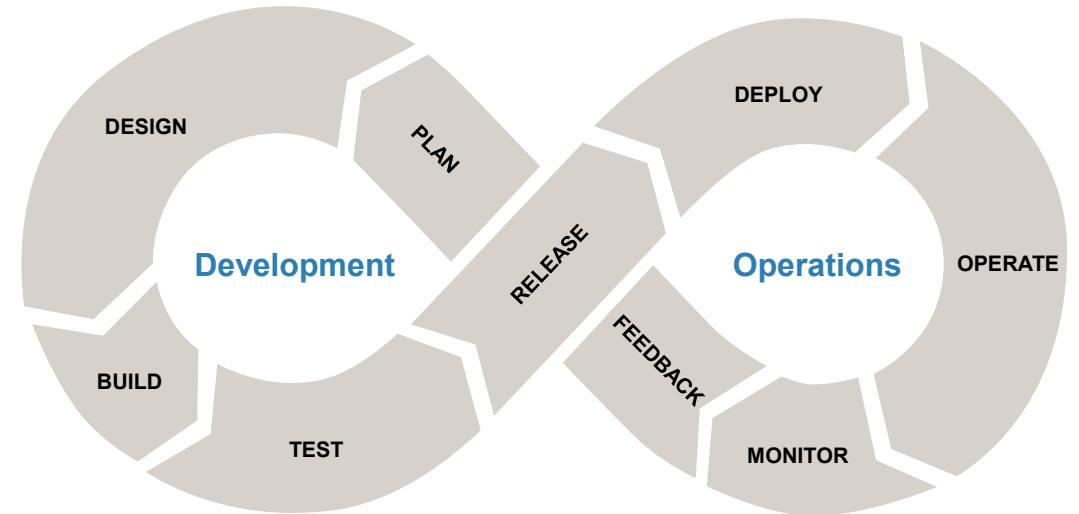 DESIGN
PLAN
DEPLOY
Development
RELEASE
Operations
OPERATE
FEEDBACK
BUILD
TEST
MONITOR